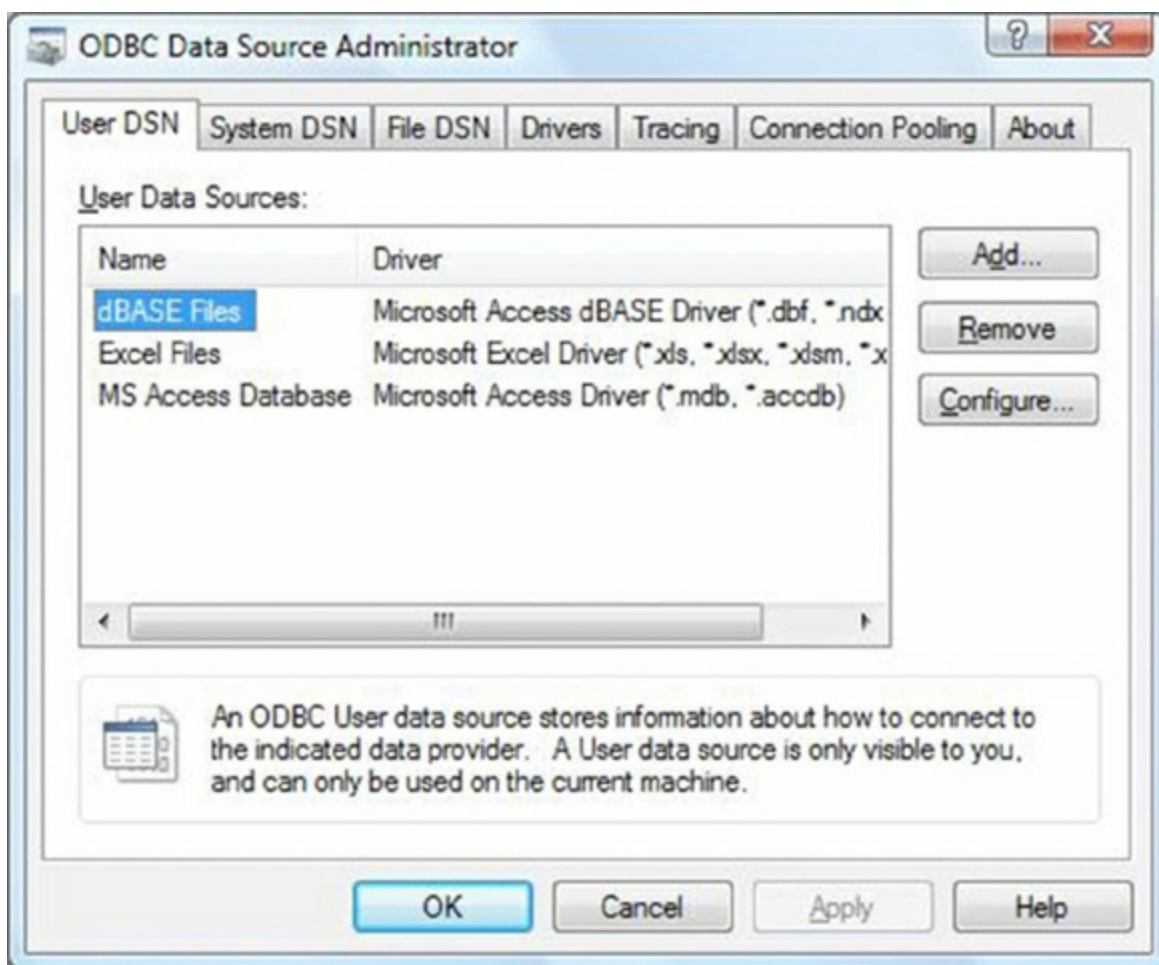 ODBC Data Source Administrator
User DSN System DSN File DSN Drivers Tracing Connection Pooling About
User Data Sources:
Name Driver
dBASE Files Microsoft Access dBASE Driver (*.dbf, *.ndx
Excel Files Microsoft Excel Driver (*.xls, *.xlsx, *.xlsm, *.x
MS Access Database Microsoft Access Driver (*.mdb, *.accdb)
Add...
Remove
Configure...
An ODBC User data source stores information about how to connect to
the indicated data provider. A User data source is only visible to you,
and can only be used on the current machine.
OK Cancel Apply Help